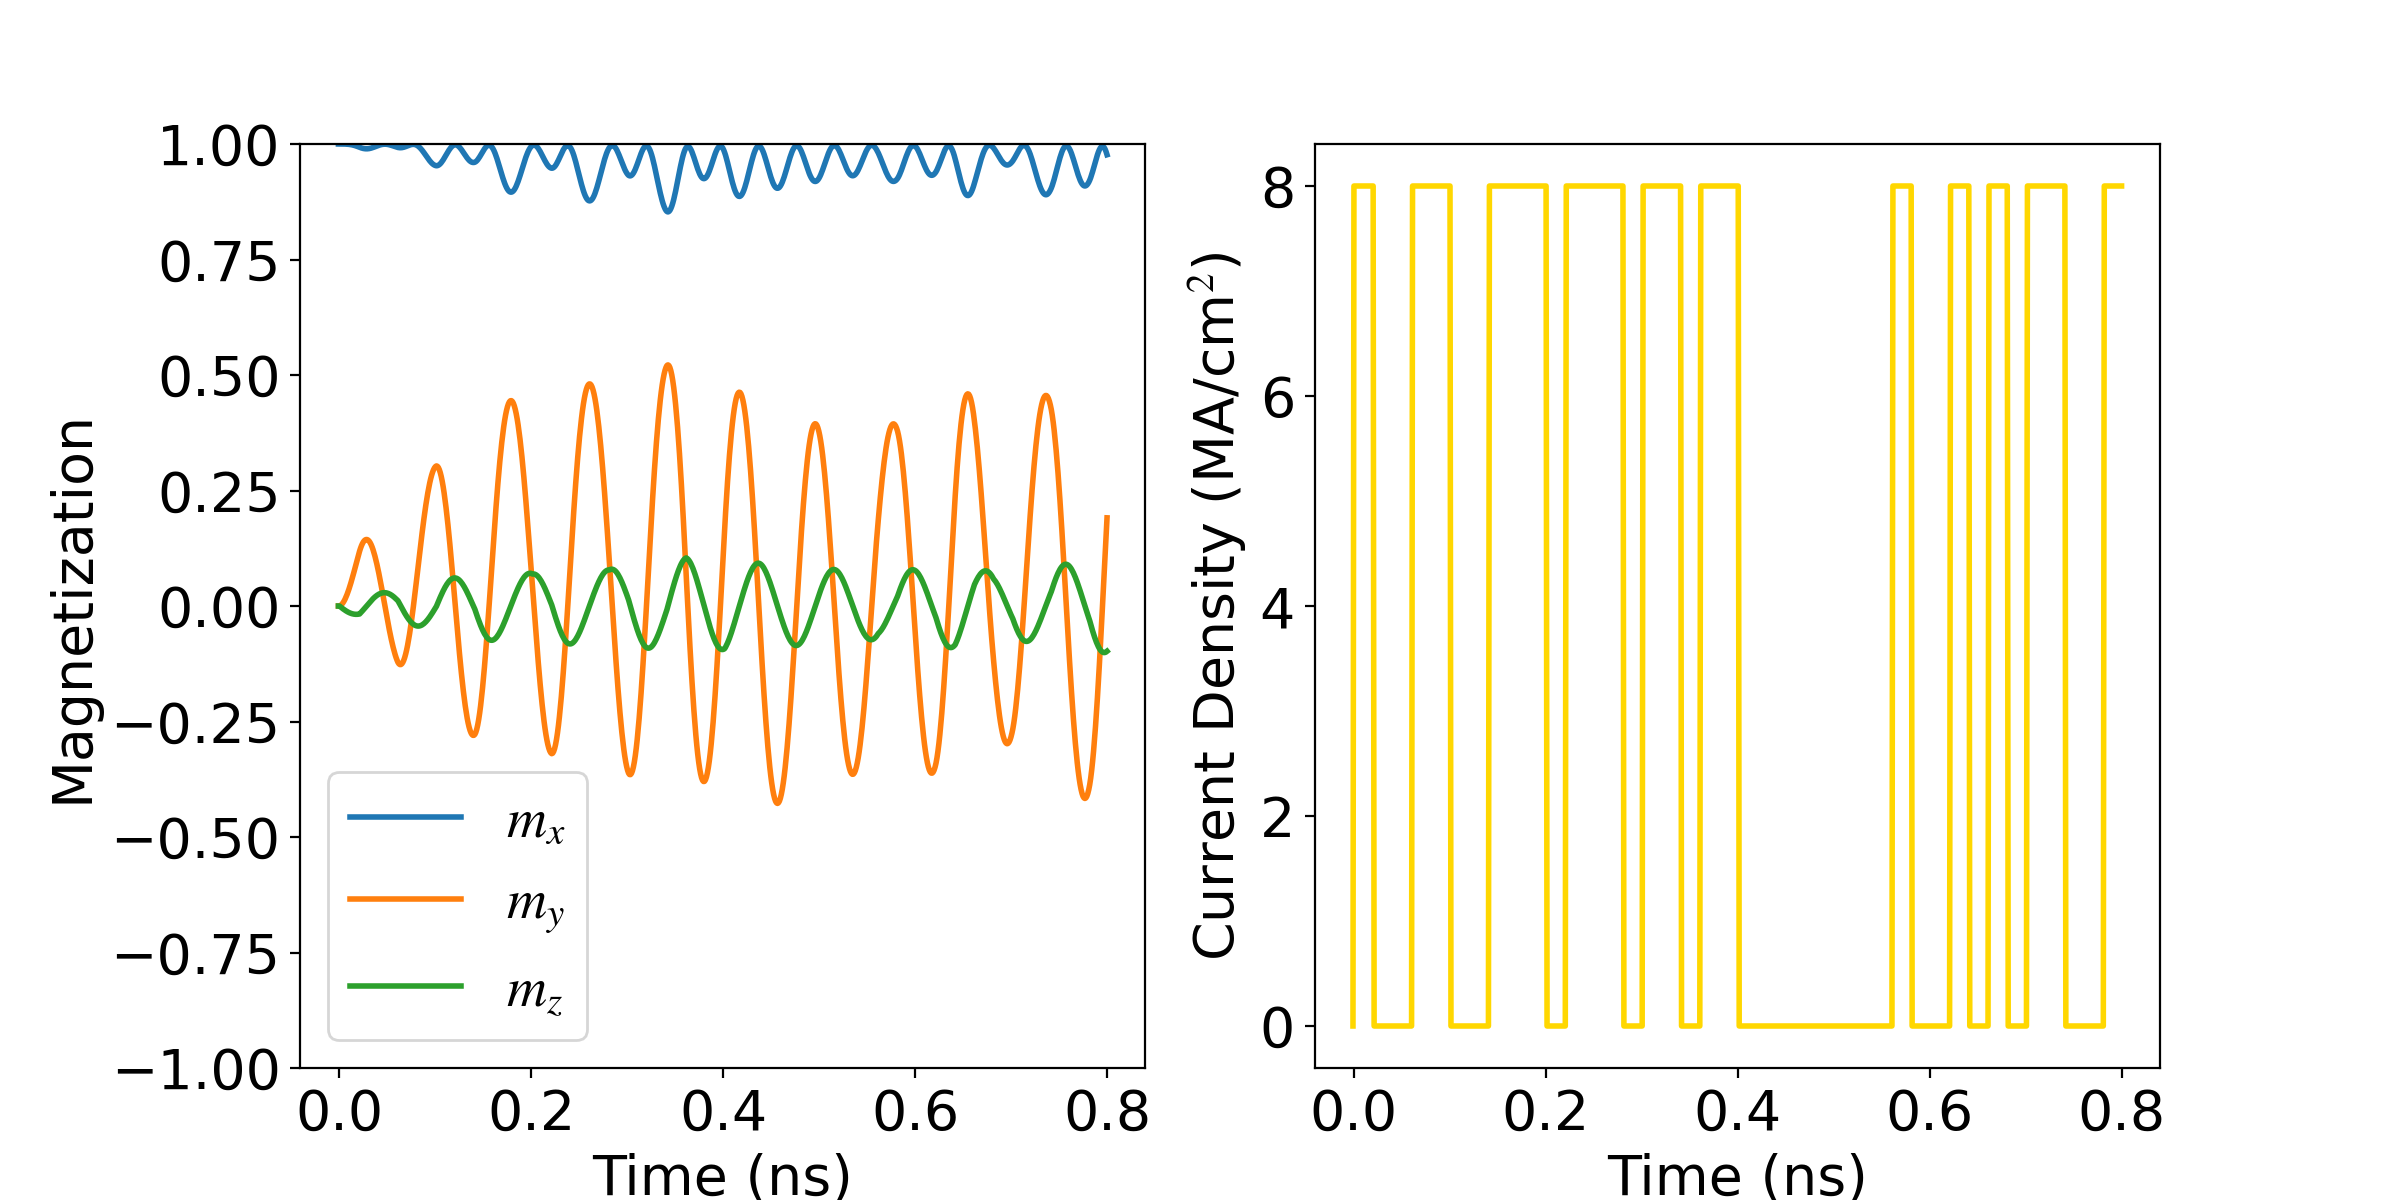 1.00
0.75
0.50
0.25
0.00
−0.25
−0.50
−0.75
−1.00
Magnetization
m_x
m_y
m_z
0.0 0.2 0.4 0.6 0.8
Time (ns)
8
6
4
2
0
Current Density (MA/cm²)
0.0 0.2 0.4 0.6 0.8
Time (ns)